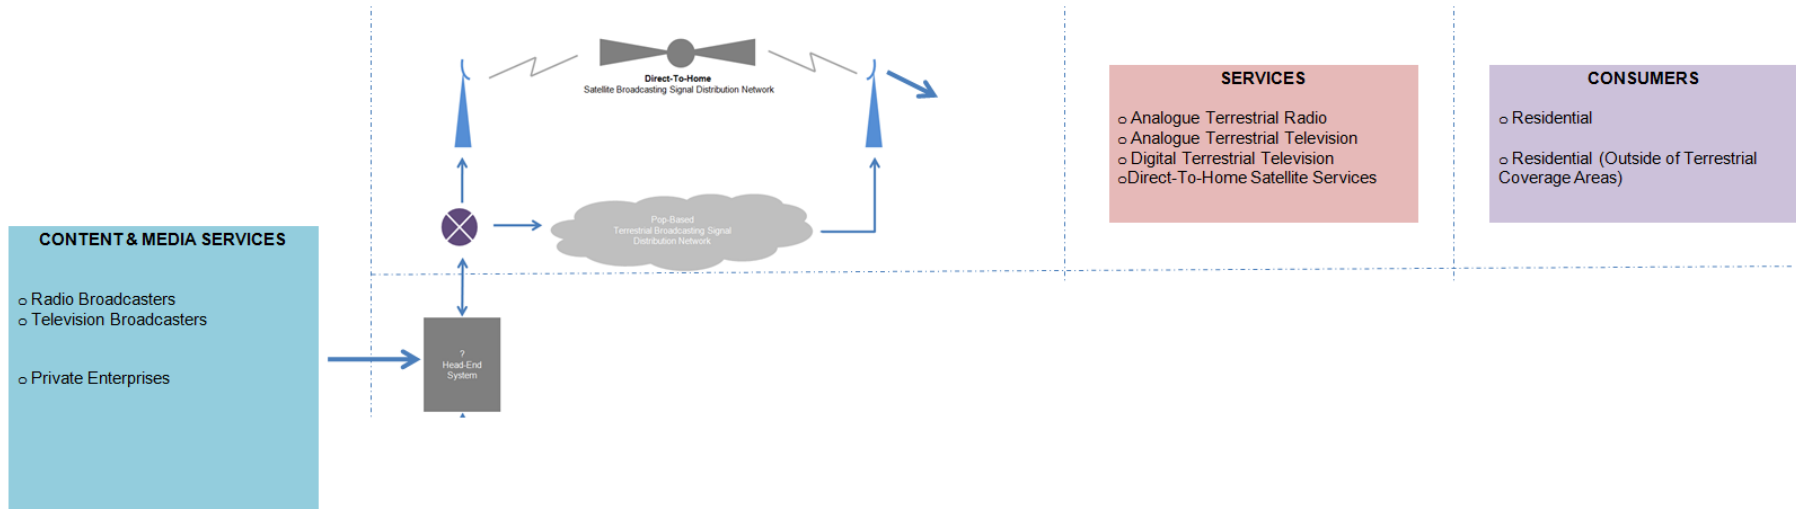 CONTENT & MEDIA SERVICES
o Radio Broadcasters
o Television Broadcasters
o Private Enterprises
Direct-To-Home
Satellite Broadcasting Signal Distribution Network
Pop-Based
Terrestrial Broadcasting Signal
Distribution Network
?
Head-End
System
SERVICES
o Analogue Terrestrial Radio
o Analogue Terrestrial Television
o Digital Terrestrial Television
oDirect-To-Home Satellite Services
CONSUMERS
o Residential
o Residential (Outside of Terrestrial
Coverage Areas)